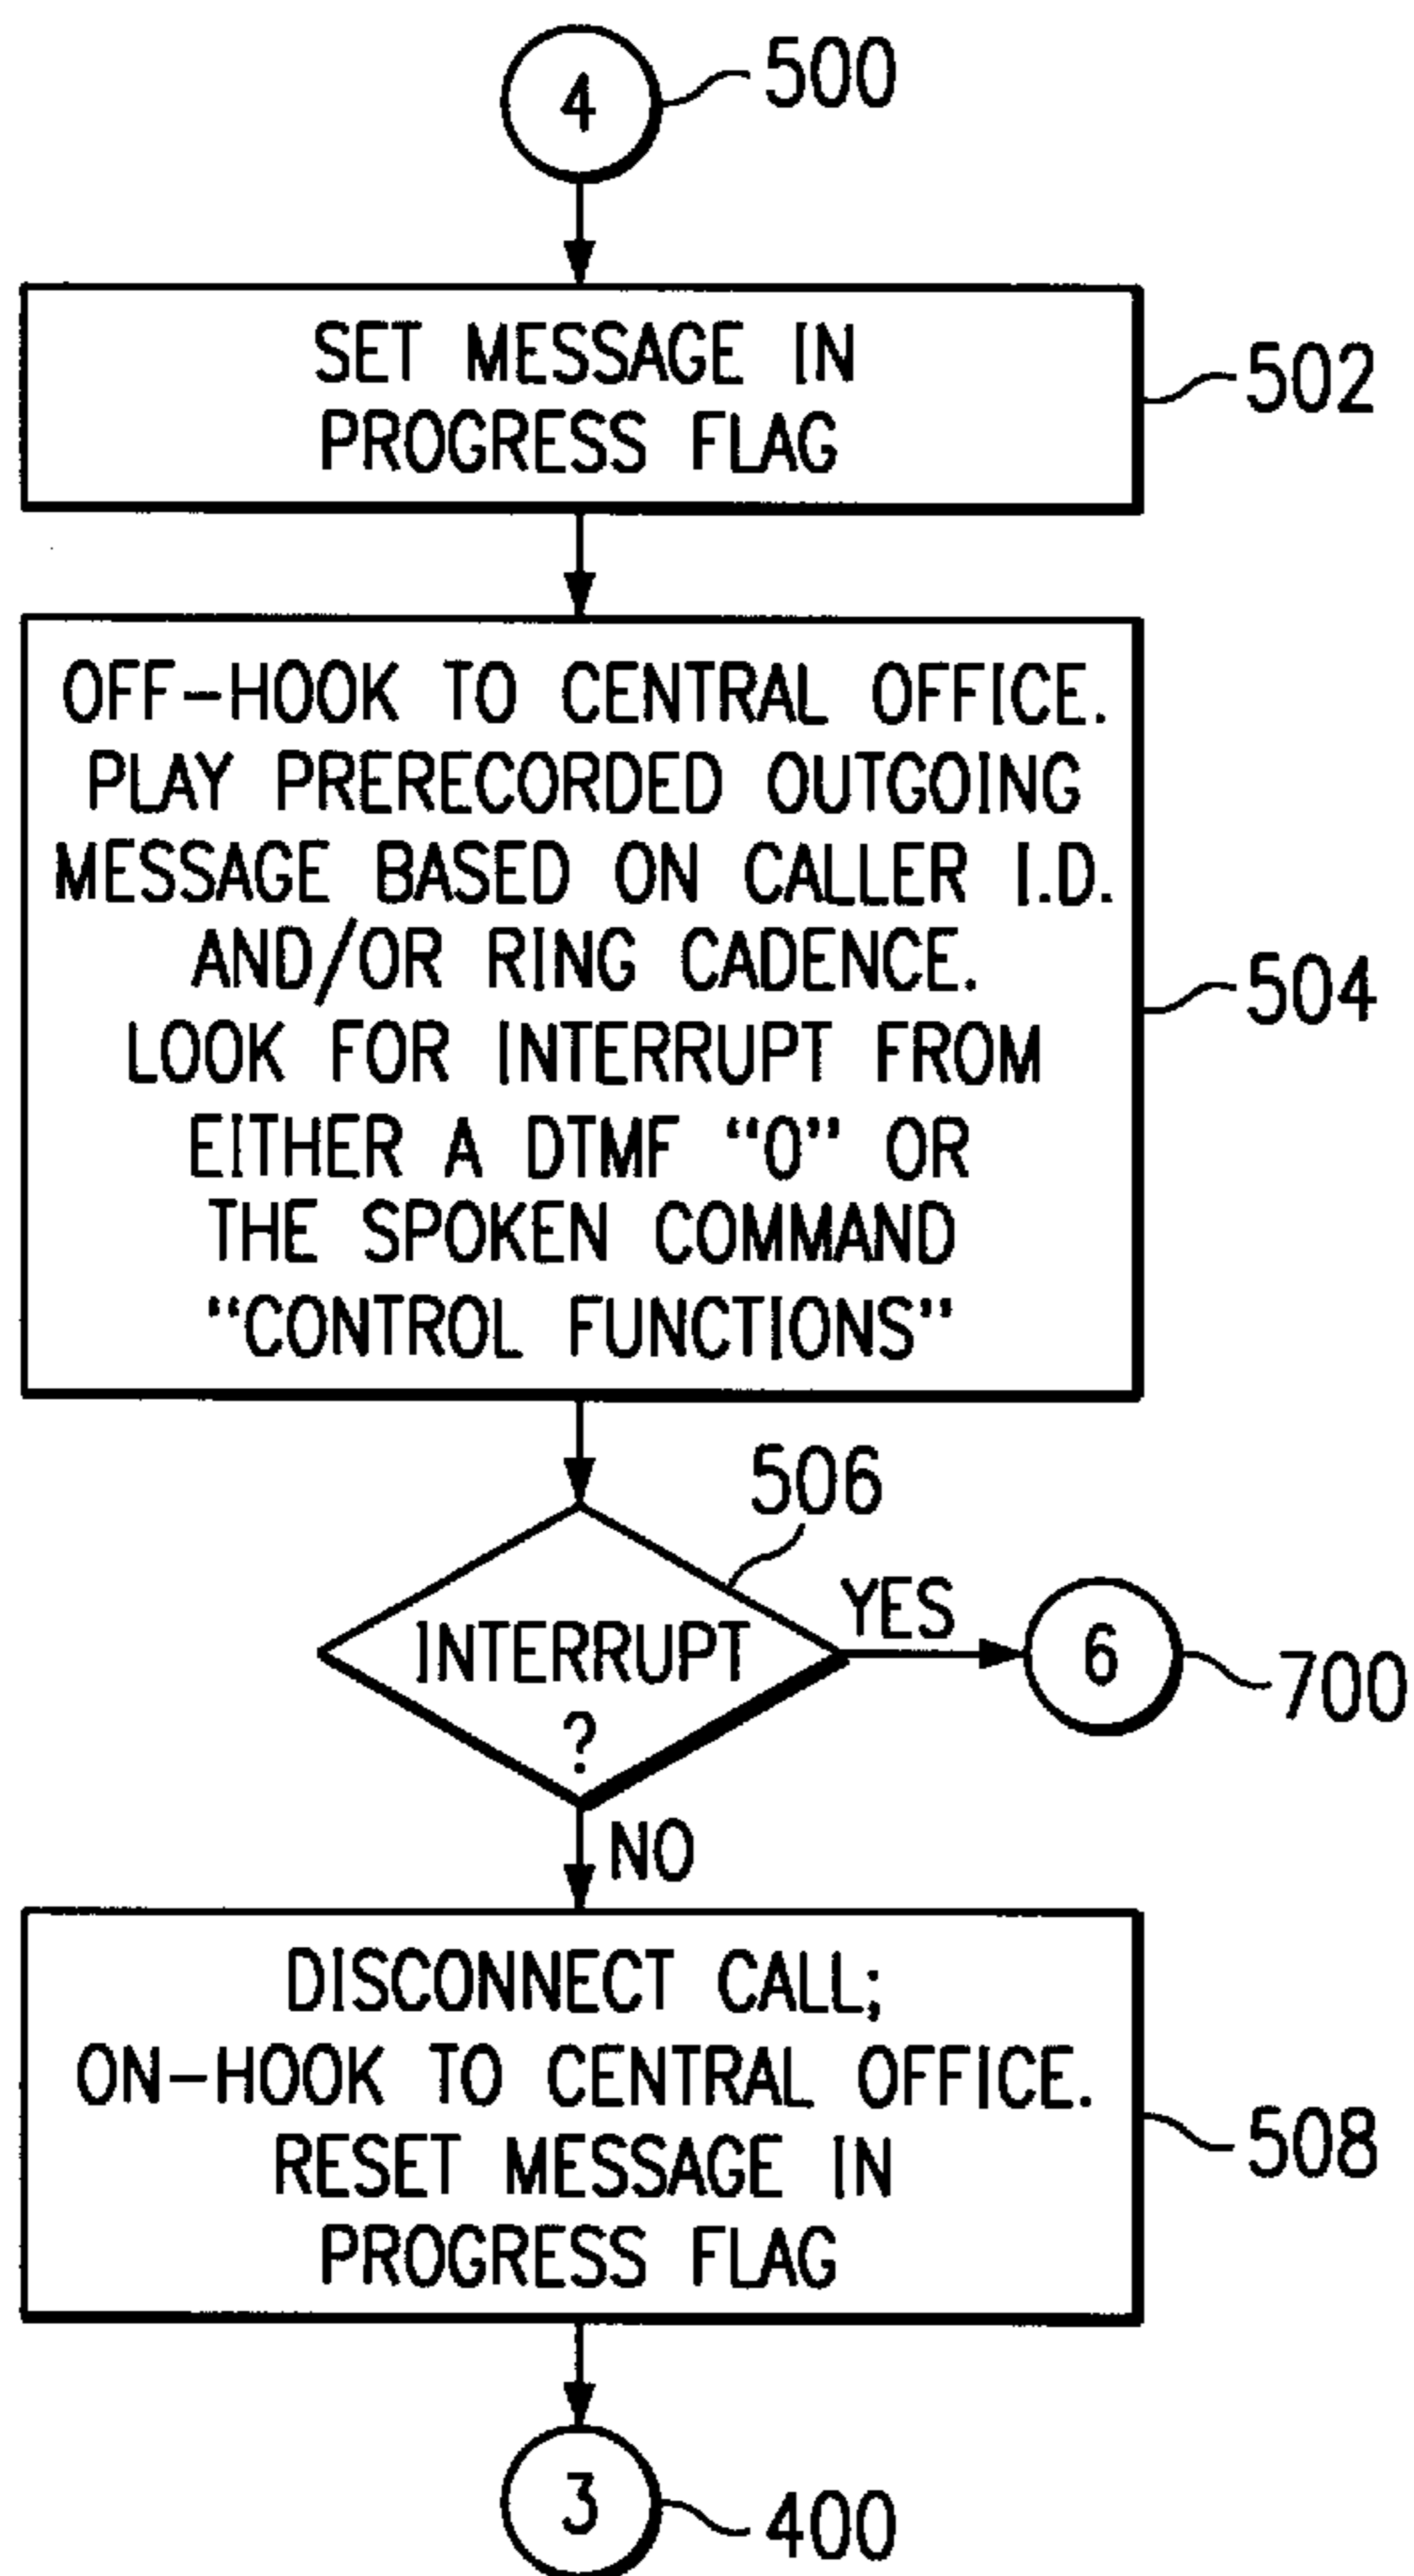 4
500
SET MESSAGE IN
PROGRESS FLAG
502
OFF-HOOK TO CENTRAL OFFICE.
PLAY PRERECORDED OUTGOING
MESSAGE BASED ON CALLER I.D.
AND/OR RING CADENCE.
LOOK FOR INTERRUPT FROM
EITHER A DTMF “0” OR
THE SPOKEN COMMAND
“CONTROL FUNCTIONS”
504
506
INTERRUPT
?
YES
6
700
NO
DISCONNECT CALL;
ON-HOOK TO CENTRAL OFFICE.
RESET MESSAGE IN
PROGRESS FLAG
508
3
400